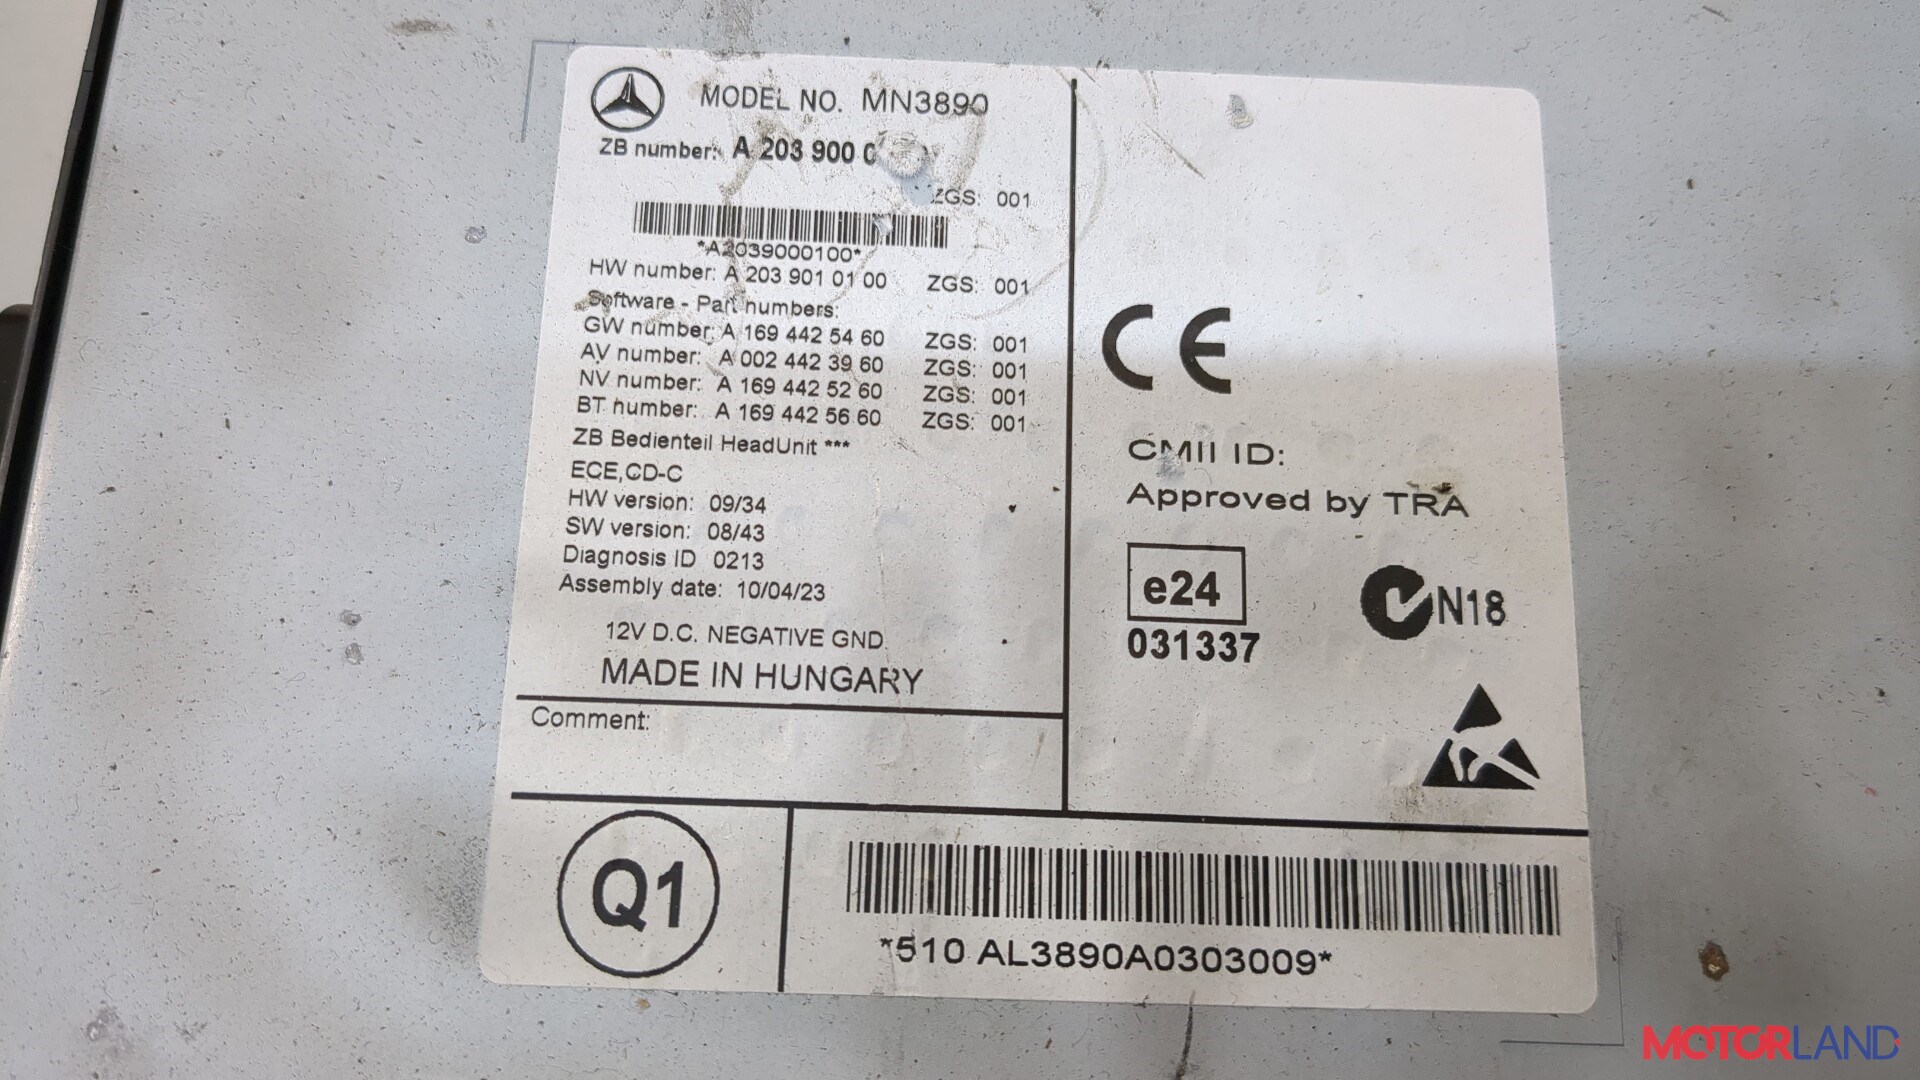 MODEL NO. MN3890
ZB number: A 203 900 0
ZGS: 001
*A2039000100*
HW number: A 203 901 01 00 ZGS: 001
Software - Part numbers:
GW number: A 169 442 54 60 ZGS: 001
AV number: A 002 442 39 60 ZGS: 001
NV number: A 169 442 52 60 ZGS: 001
BT number: A 169 442 56 60 ZGS: 001
ZB Bedienteil HeadUnit ***
ECE,CD-C
HW version: 09/34
SW version: 08/43
Diagnosis ID 0213
Assembly date: 10/04/23
12V D.C. NEGATIVE GND
MADE IN HUNGARY
Comment:
CE
CMII ID:
Approved by TRA
e24
031337
N18
Q1
*510 AL3890A0303009*
MOTORLAND